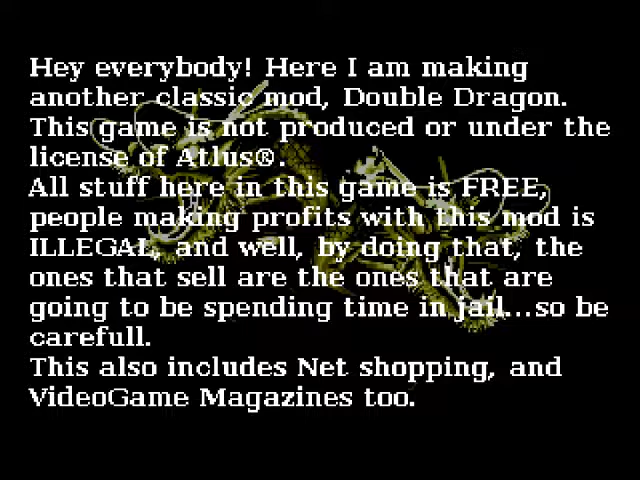 Hey everybody! Here I am making
another classic mod, Double Dragon.
This game is not produced or under the
license of Atlus®.
All stuff here in this game is FREE,
people making profits with this mod is
ILLEGAL, and well, by doing that, the
ones that sell are the ones that are
going to be spending time in jail...so be
carefull.
This also includes Net shopping, and
VideoGame Magazines too.